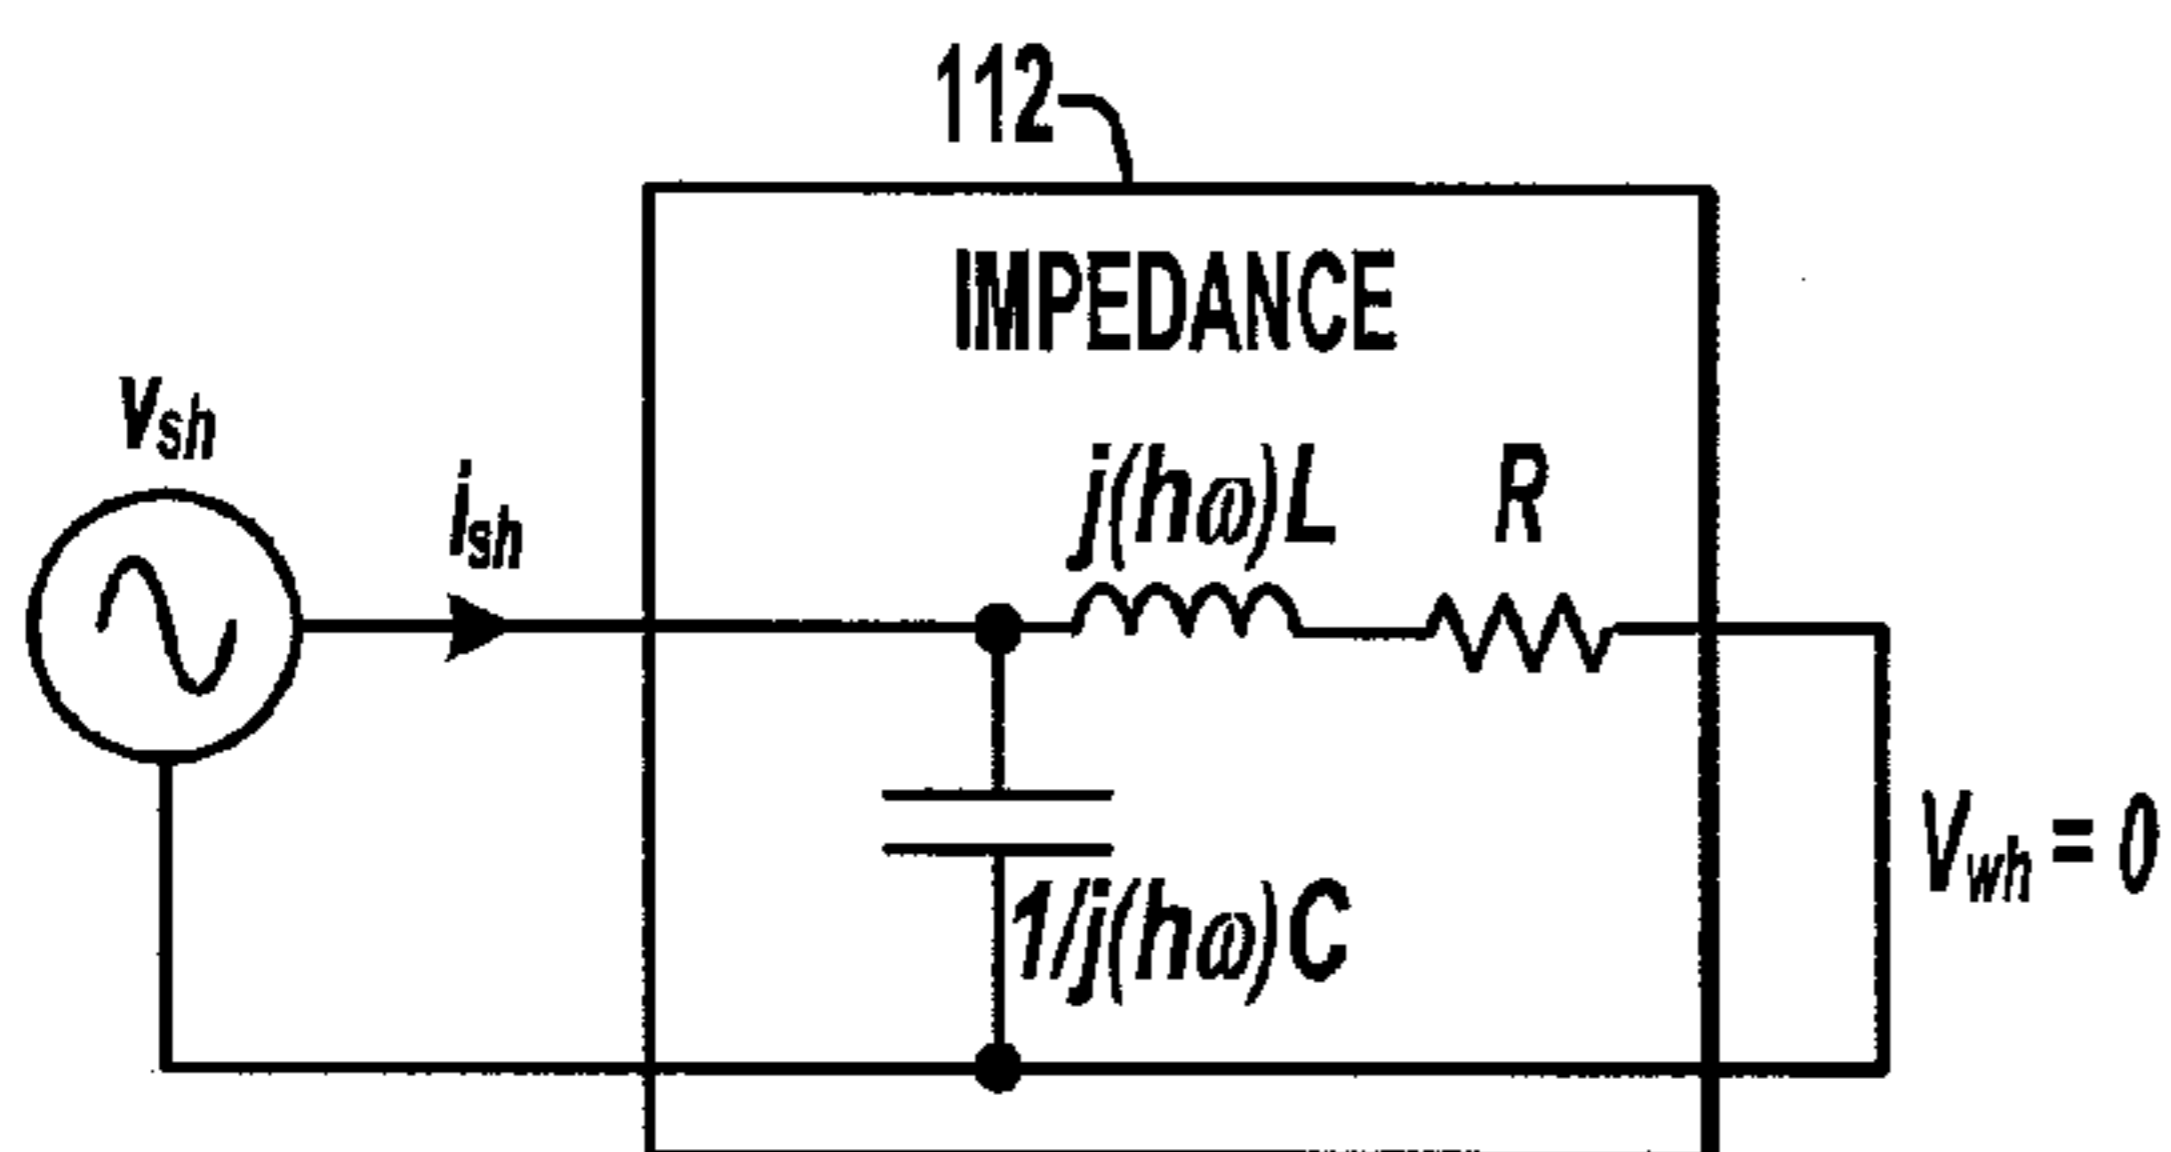 112
IMPEDANCE
vsh
ish
j(hω)L
R
1/j(hω)C
Vwh = 0